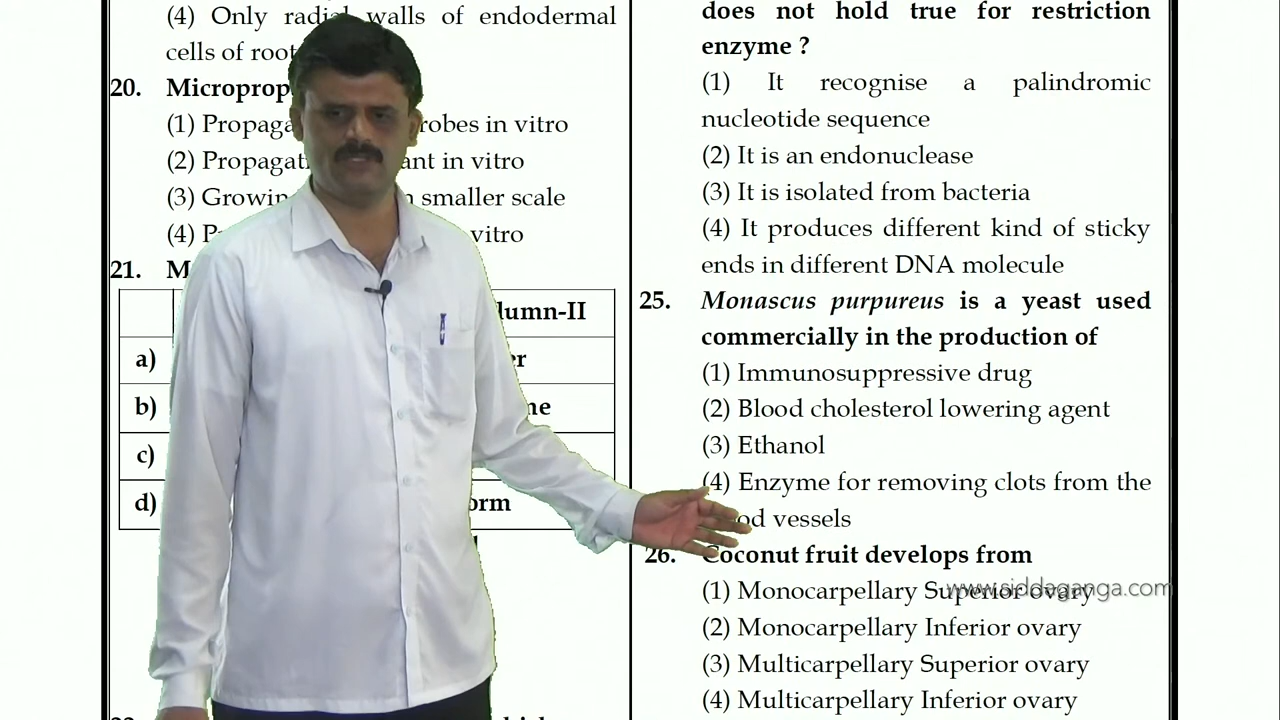 (4) Only radial walls of endodermal
cells of root
20. Microprop
(1) Propaga robes in vitro
(2) Propagat ant in vitro
(3) Growin n smaller scale
(4) P vitro
21. M
lumn-II
a) er
b) ne
c)
d) orm
does not hold true for restriction
enzyme ?
(1) It recognise a palindromic
nucleotide sequence
(2) It is an endonuclease
(3) It is isolated from bacteria
(4) It produces different kind of sticky
ends in different DNA molecule
25. Monascus purpureus is a yeast used
commercially in the production of
(1) Immunosuppressive drug
(2) Blood cholesterol lowering agent
(3) Ethanol
(4) Enzyme for removing clots from the
od vessels
26. Coconut fruit develops from
(1) Monocarpellary Superior ovary
www.siddaganga.com
(2) Monocarpellary Inferior ovary
(3) Multicarpellary Superior ovary
(4) Multicarpellary Inferior ovary